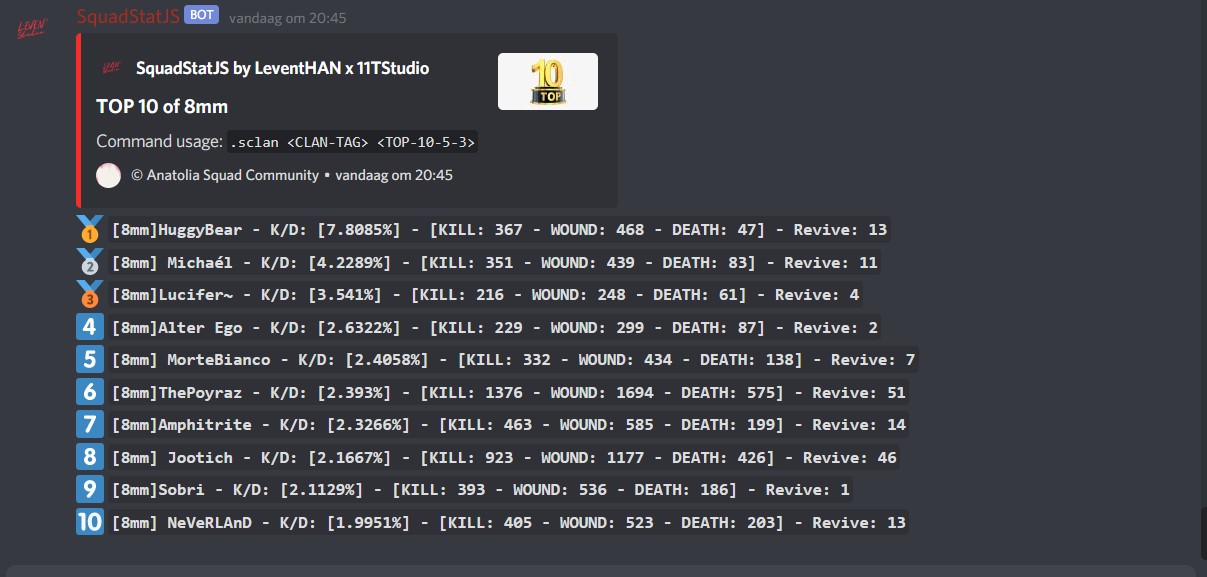 SquadStatJS BOT vandaag om 20:45
SquadStatJS by LeventHAN x 11TStudio
10
TOP
TOP 10 of 8mm
Command usage: .sclan <CLAN-TAG> <TOP-10-5-3>
© Anatolia Squad Community • vandaag om 20:45
1 [8mm]HuggyBear - K/D: [7.8085%] - [KILL: 367 - WOUND: 468 - DEATH: 47] - Revive: 13
2 [8mm] Michaél - K/D: [4.2289%] - [KILL: 351 - WOUND: 439 - DEATH: 83] - Revive: 11
3 [8mm]Lucifer~ - K/D: [3.541%] - [KILL: 216 - WOUND: 248 - DEATH: 61] - Revive: 4
4 [8mm]Alter Ego - K/D: [2.6322%] - [KILL: 229 - WOUND: 299 - DEATH: 87] - Revive: 2
5 [8mm] MorteBianco - K/D: [2.4058%] - [KILL: 332 - WOUND: 434 - DEATH: 138] - Revive: 7
6 [8mm]ThePoyraz - K/D: [2.393%] - [KILL: 1376 - WOUND: 1694 - DEATH: 575] - Revive: 51
7 [8mm]Amphitrite - K/D: [2.3266%] - [KILL: 463 - WOUND: 585 - DEATH: 199] - Revive: 14
8 [8mm] Jootich - K/D: [2.1667%] - [KILL: 923 - WOUND: 1177 - DEATH: 426] - Revive: 46
9 [8mm]Sobri - K/D: [2.1129%] - [KILL: 393 - WOUND: 536 - DEATH: 186] - Revive: 1
10 [8mm] NeVeRLAnD - K/D: [1.9951%] - [KILL: 405 - WOUND: 523 - DEATH: 203] - Revive: 13